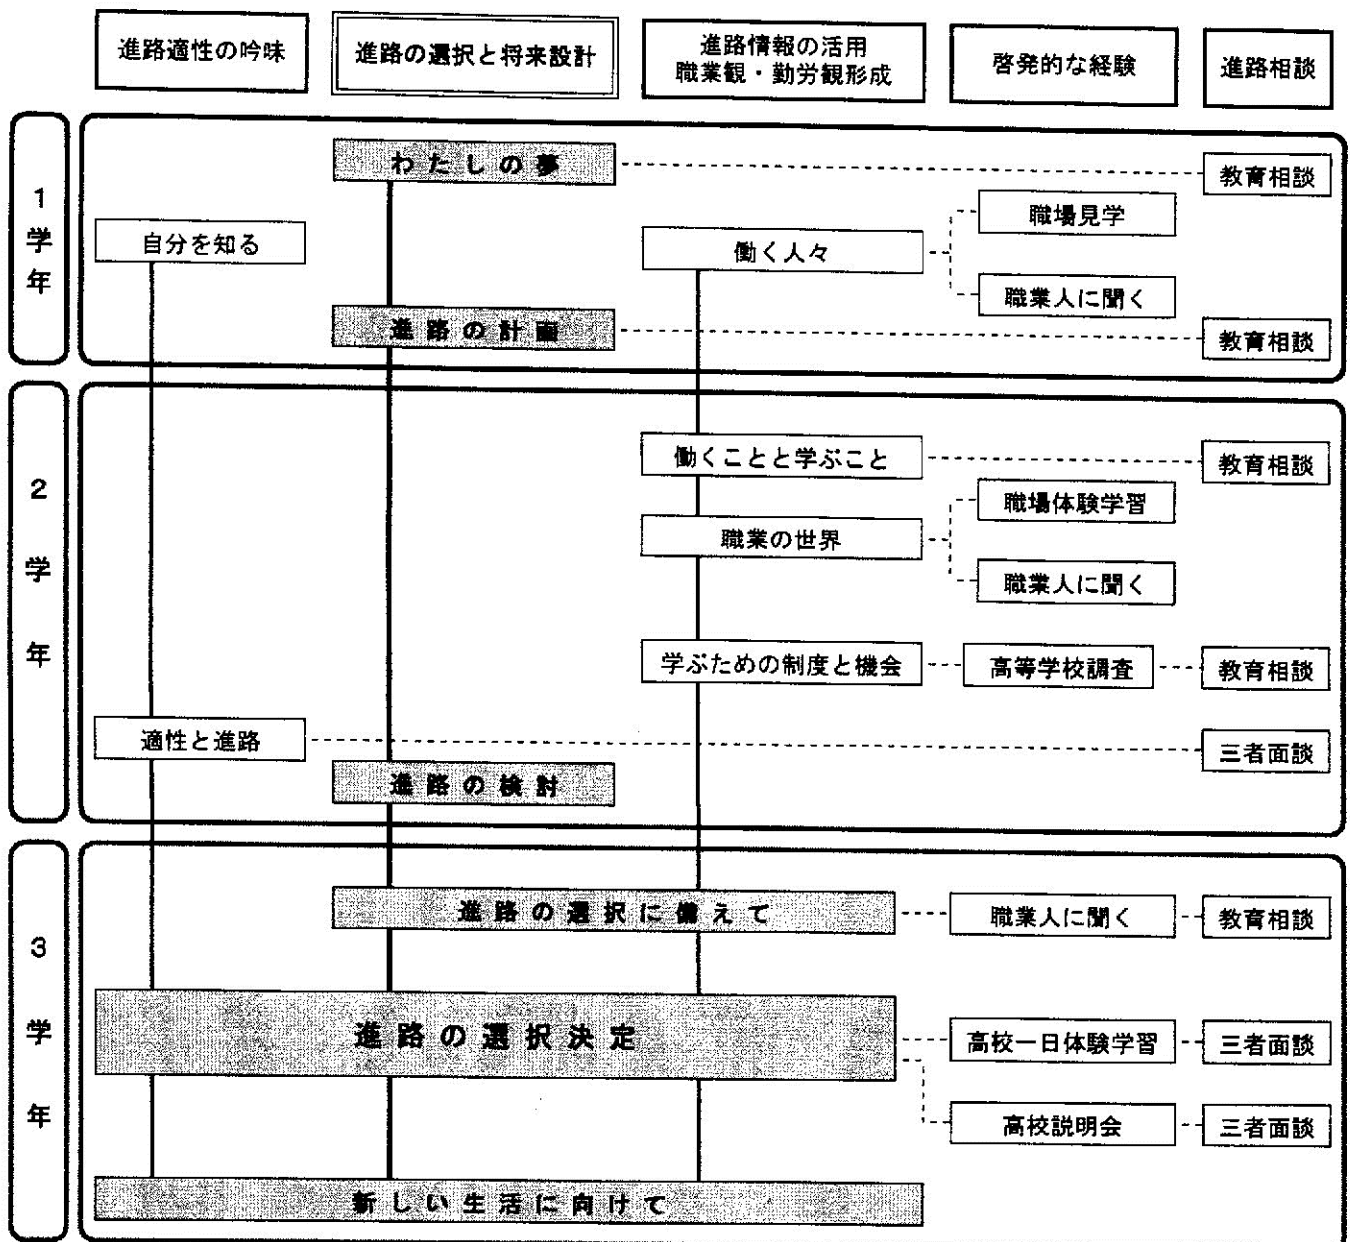 進路適性の吟味
進路の選択と将来設計
進路情報の活用
職業観・勤労観形成
啓発的な経験
進路相談
1学年
わたしの夢
教育相談
職場見学
自分を知る
働く人々
職業人に聞く
進路の計画
教育相談
2学年
働くことと学ぶこと
教育相談
職場体験学習
職業の世界
職業人に聞く
学ぶための制度と機会
高等学校調査
教育相談
適性と進路
三者面談
進路の検討
3学年
進路の選択に備えて
職業人に聞く
教育相談
進路の選択決定
高校一日体験学習
三者面談
高校説明会
三者面談
新しい生活に向けて